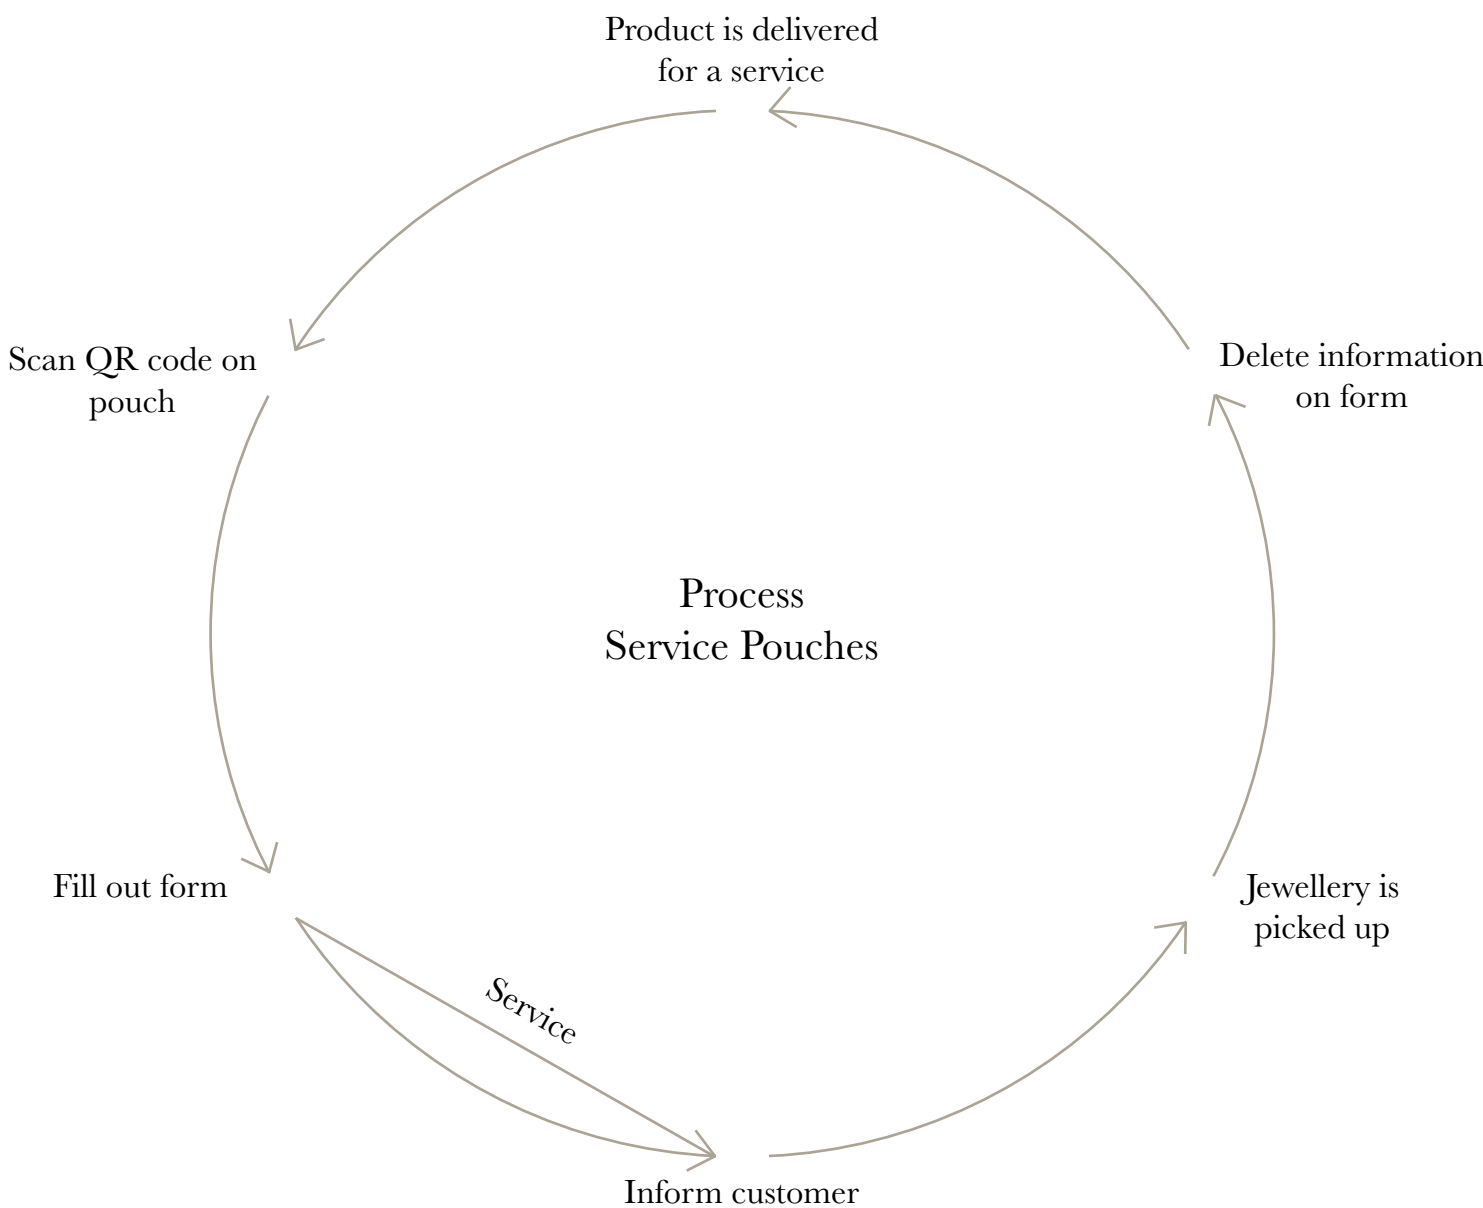 Product is delivered
for a service
Scan QR code on
pouch
Delete information
on form
Process
Service Pouches
Fill out form
Jewellery is
picked up
Service
Inform customer